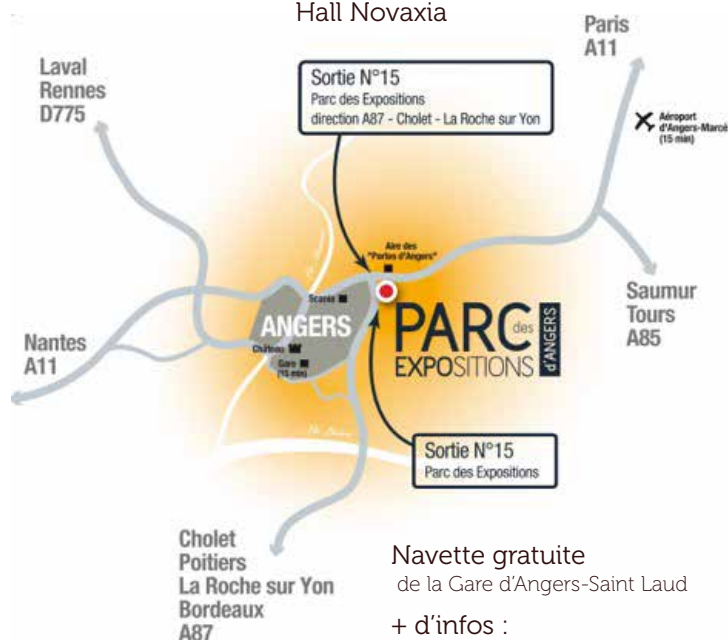 Hall Novaxia
Paris
A11
Laval
Rennes
D775
Sortie N°15
Parc des Expositions
direction A87 - Cholet - La Roche sur Yon
Aéroport
d'Angers-Marcé
(15 min)
Aire des
"Portes d'Angers"
Scania
ANGERS
Château
Gare
(15 min)
PARC des
EXPOSITIONS
d'ANGERS
Nantes
A11
Saumur
Tours
A85
Sortie N°15
Parc des Expositions
Cholet
Poitiers
La Roche sur Yon
Bordeaux
A87
Navette gratuite
de la Gare d'Angers-Saint Laud
+ d'infos :